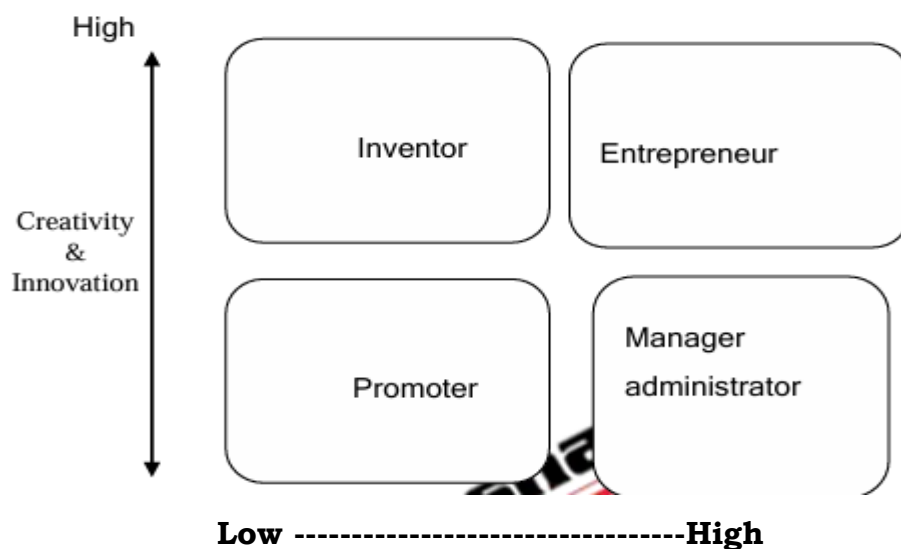 High
Inventor
Entrepreneur
Creativity
&
Innovation
Promoter
Manager
administrator
Low ----------------------------------High